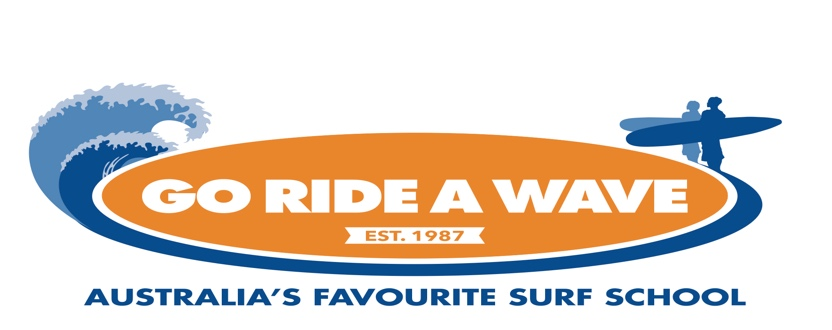 GO RIDE A WAVE
EST. 1987
AUSTRALIA'S FAVOURITE SURF SCHOOL